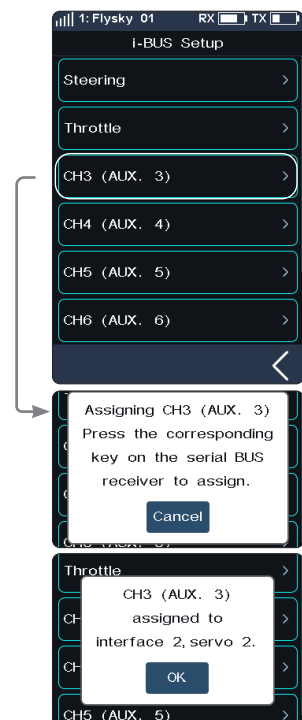 1: Flysky 01 RX TX
i-BUS Setup
Steering
Throttle
CH3 (AUX. 3)
CH4 (AUX. 4)
CH5 (AUX. 5)
CH6 (AUX. 6)
Assigning CH3 (AUX. 3)
Press the corresponding
key on the serial BUS
receiver to assign.
Cancel
Throttle
CH3 (AUX. 3)
CH
assigned to
interface 2, servo 2.
CH
OK
CH5 (AUX. 5)